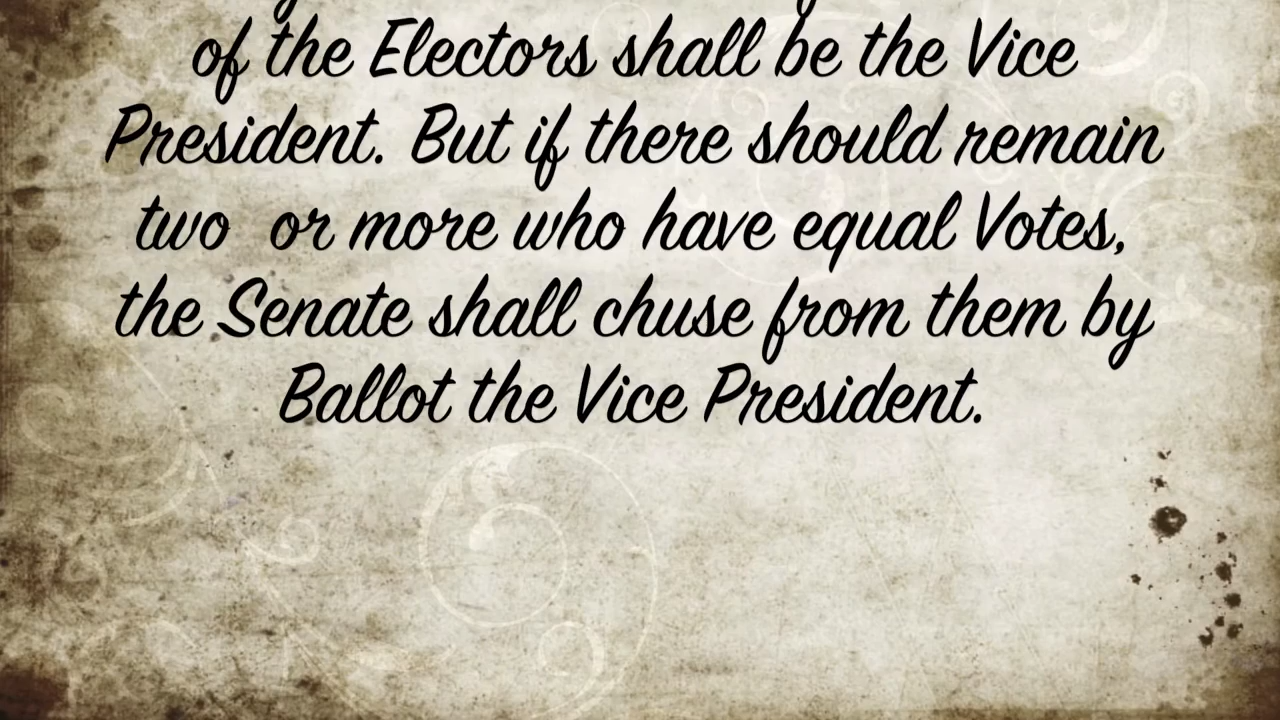 of the Electors shall be the Vice
President. But if there should remain
two or more who have equal Votes,
the Senate shall chuse from them by
Ballot the Vice President.